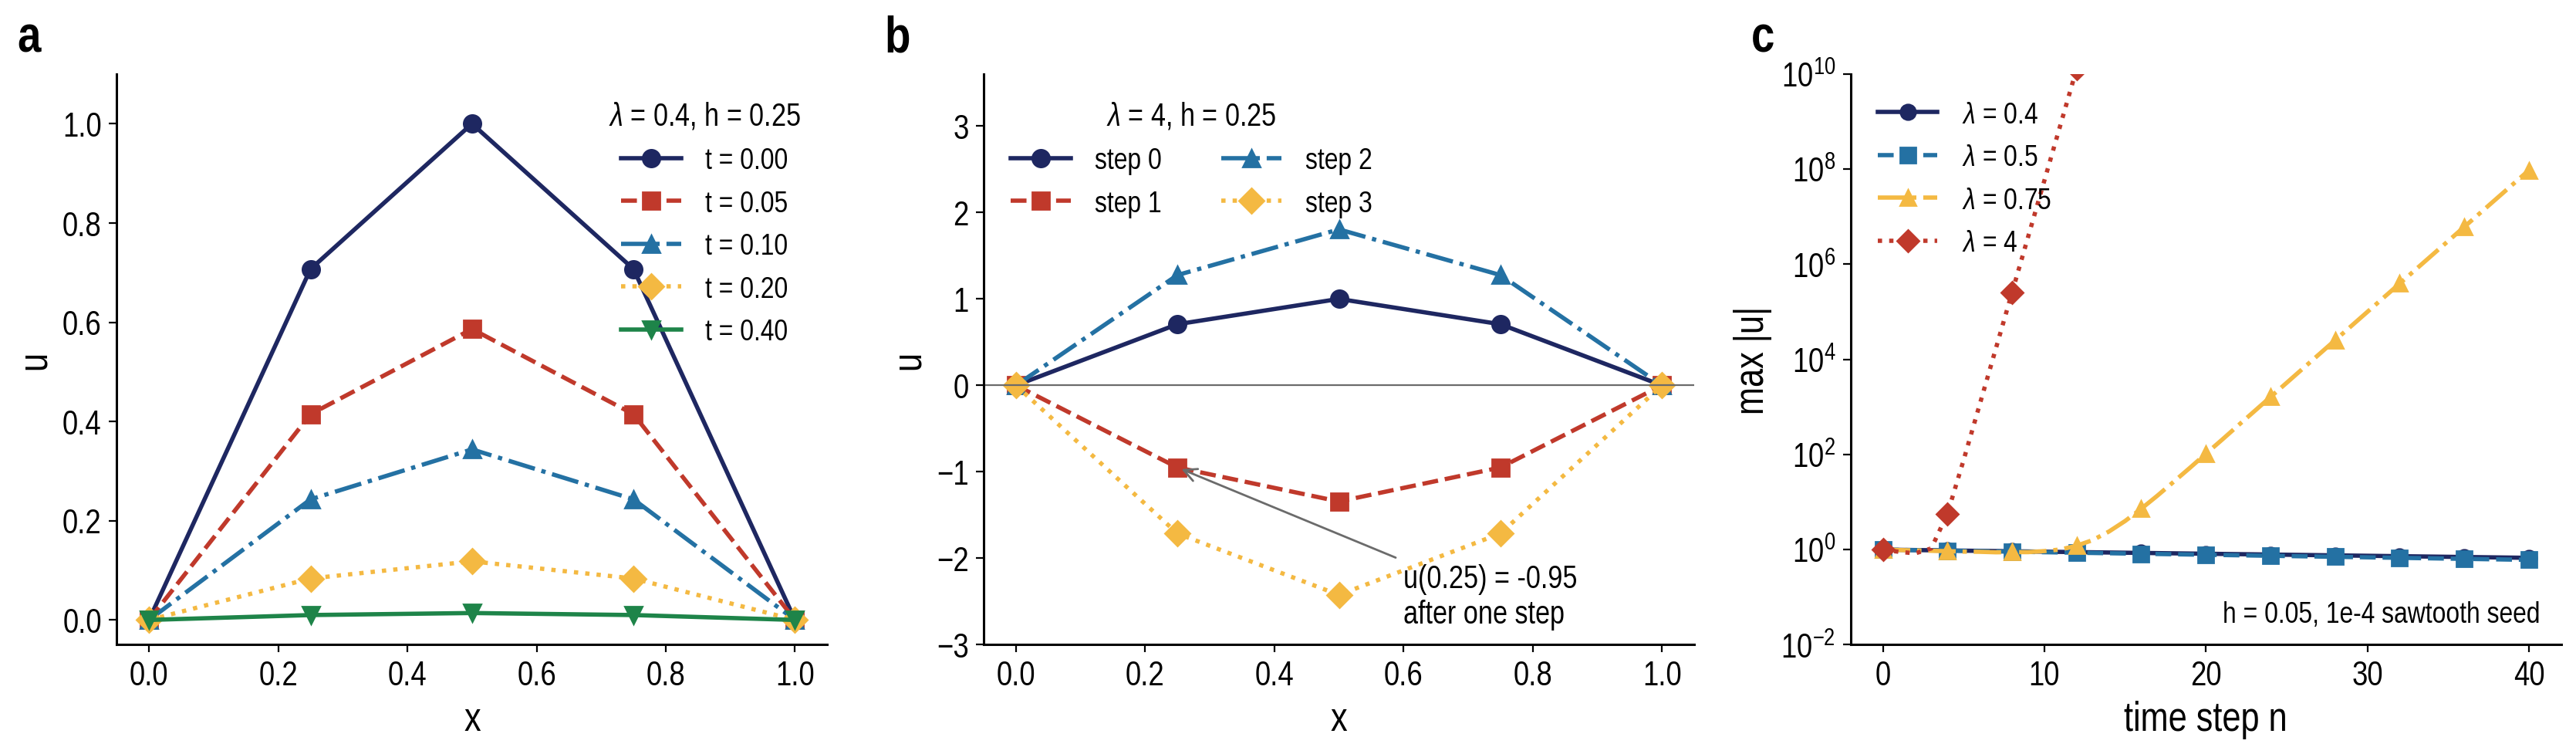 a
λ = 0.4, h = 0.25
t = 0.00
t = 0.05
t = 0.10
t = 0.20
t = 0.40
1.0
0.8
0.6
0.4
0.2
0.0
u
0.0 0.2 0.4 0.6 0.8 1.0
x
b
λ = 4, h = 0.25
step 0 step 2
step 1 step 3
3
2
1
0
−1
−2
−3
u
u(0.25) = -0.95
after one step
0.0 0.2 0.4 0.6 0.8 1.0
x
c
λ = 0.4
λ = 0.5
λ = 0.75
λ = 4
10^10
10^8
10^6
10^4
10^2
10^0
10^−2
max |u|
h = 0.05, 1e-4 sawtooth seed
0 10 20 30 40
time step n